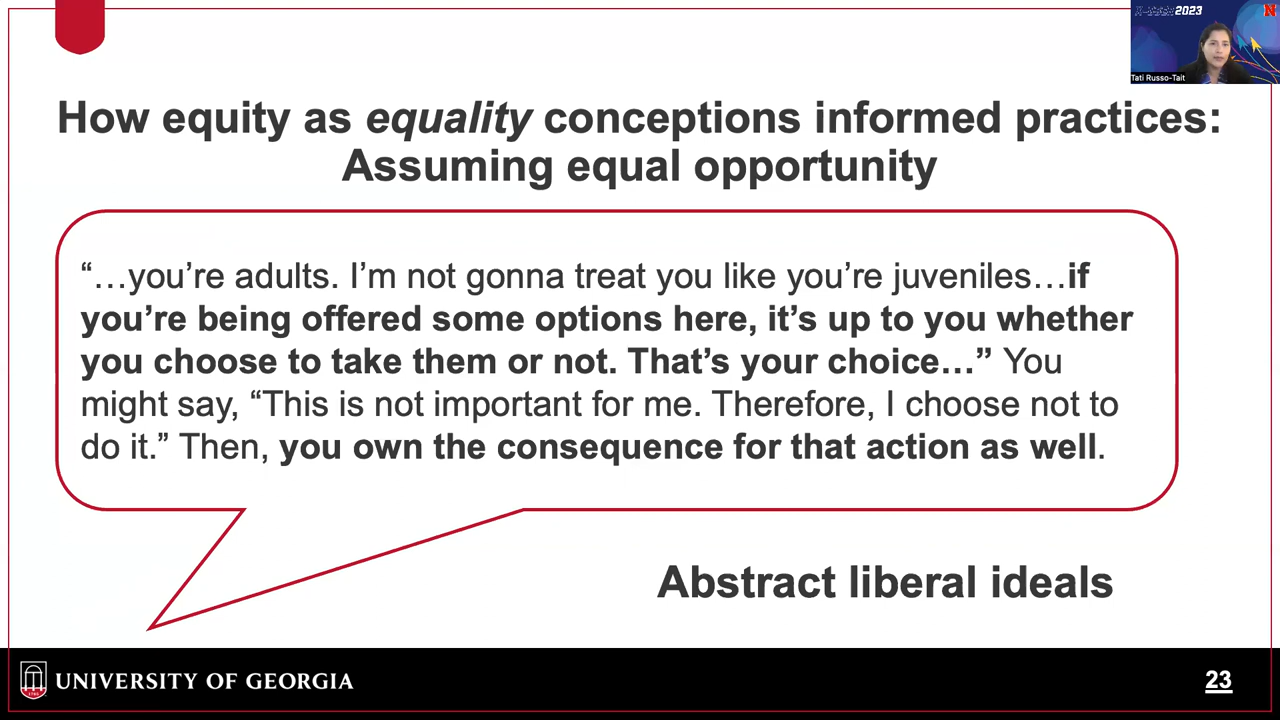 2023
Tati Russo-Tait
How equity as equality conceptions informed practices:
Assuming equal opportunity
“…you’re adults. I’m not gonna treat you like you’re juveniles…if
you’re being offered some options here, it’s up to you whether
you choose to take them or not. That’s your choice…” You
might say, “This is not important for me. Therefore, I choose not to
do it.” Then, you own the consequence for that action as well.
Abstract liberal ideals
UNIVERSITY OF GEORGIA
23